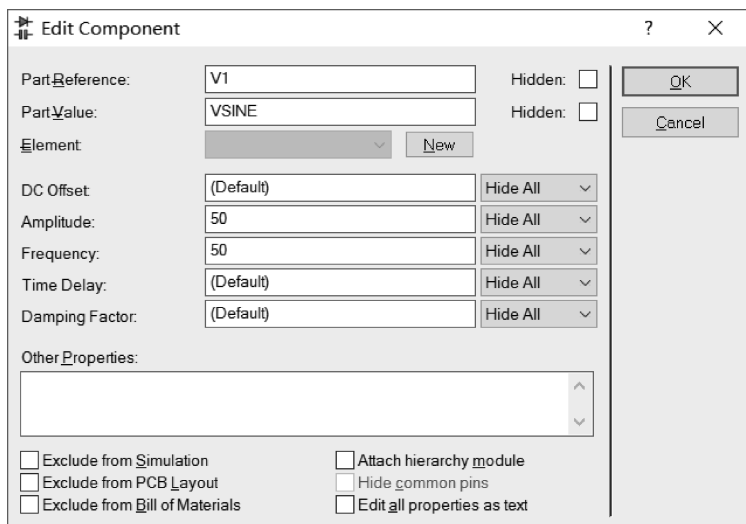 Edit Component ? ×
Part Reference: V1 Hidden: OK
Part Value: VSINE Hidden: Cancel
Element: New
DC Offset: (Default) Hide All
Amplitude: 50 Hide All
Frequency: 50 Hide All
Time Delay: (Default) Hide All
Damping Factor: (Default) Hide All
Other Properties:
Exclude from Simulation Attach hierarchy module
Exclude from PCB Layout Hide common pins
Exclude from Bill of Materials Edit all properties as text